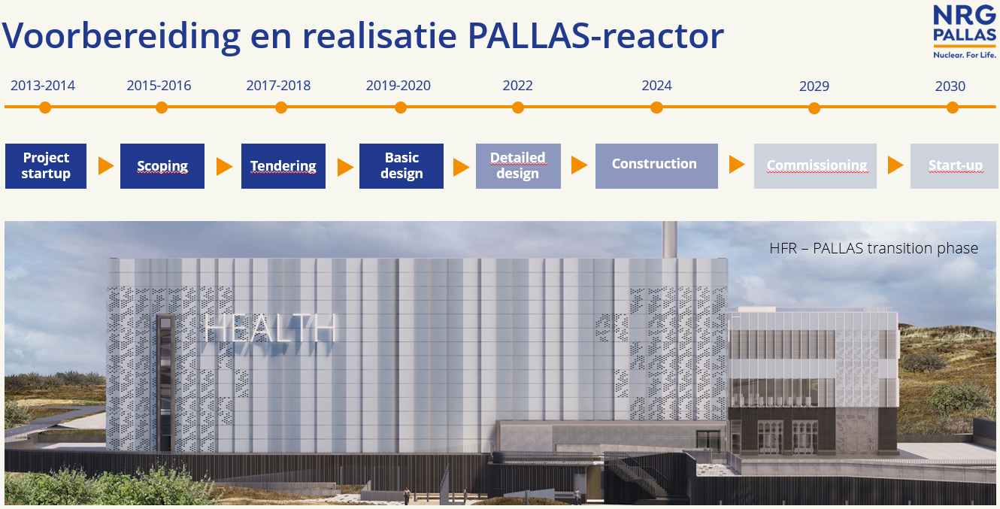 Voorbereiding en realisatie PALLAS-reactor
NRG
PALLAS
Nuclear. For Life.
2013-2014
2015-2016
2017-2018
2019-2020
2022
2024
2029
2030
Project
startup
Scoping
Tendering
Basic
design
Detailed
design
Construction
Commissioning
Start-up
HFR – PALLAS transition phase
HEALTH